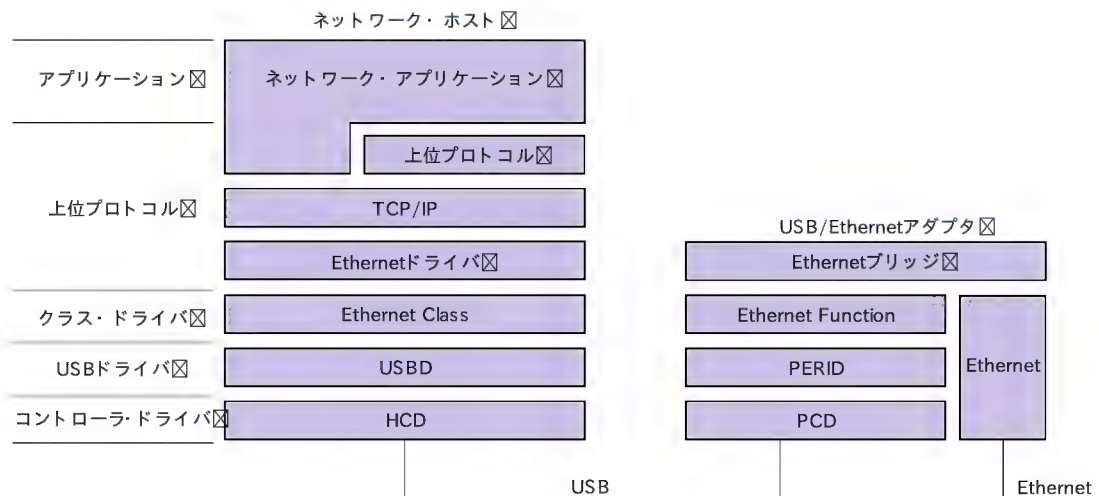 ネットワーク・ホスト
アプリケーション
ネットワーク・アプリケーション
上位プロトコル
上位プロトコル
TCP/IP
Ethernetドライバ
クラス・ドライバ
Ethernet Class
USBドライバ
USBD
コントローラ・ドライバ
HCD
USB/Ethernetアダプタ
Ethernetブリッジ
Ethernet Function
PERID
PCD
Ethernet
USB
Ethernet